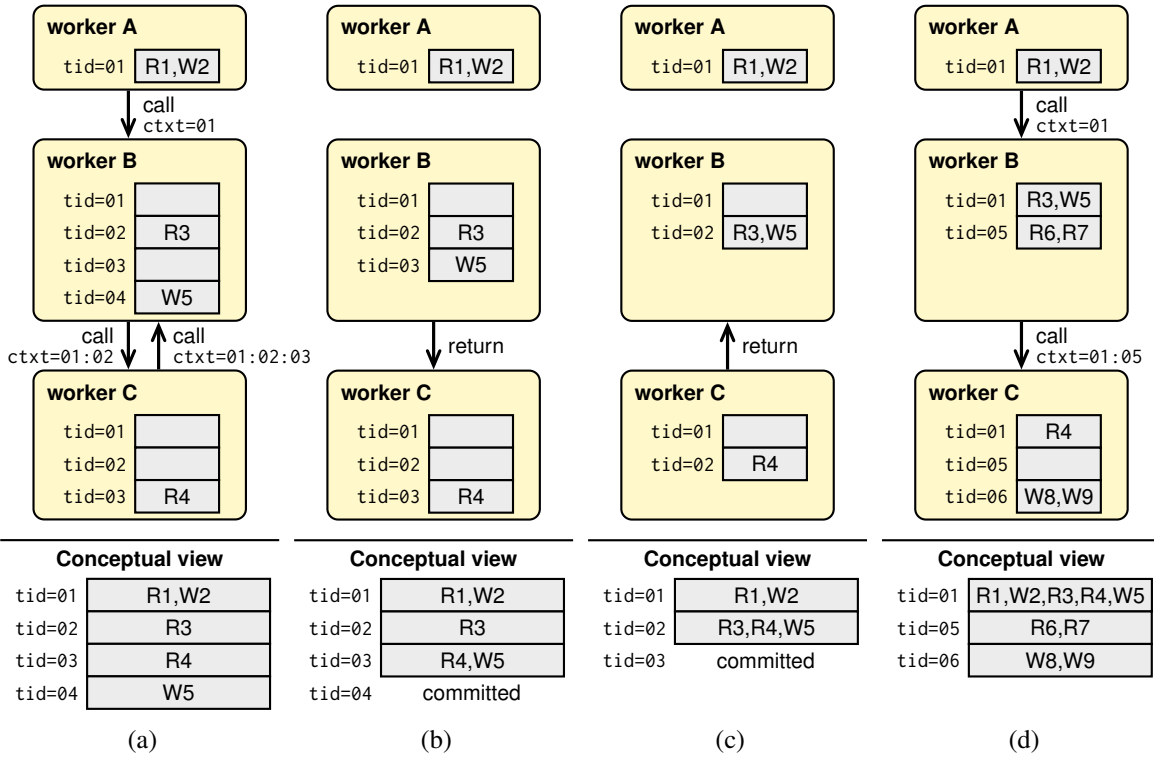 worker A
tid=01 R1,W2
call
ctxt=01
worker B
tid=01
tid=02 R3
tid=03
tid=04 W5
call
ctxt=01:02
call
ctxt=01:02:03
worker C
tid=01
tid=02
tid=03 R4
Conceptual view
tid=01 R1,W2
tid=02 R3
tid=03 R4
tid=04 W5
(a)
worker A
tid=01 R1,W2
worker B
tid=01
tid=02 R3
tid=03 W5
return
worker C
tid=01
tid=02
tid=03 R4
Conceptual view
tid=01 R1,W2
tid=02 R3
tid=03 R4,W5
tid=04 committed
(b)
worker A
tid=01 R1,W2
worker B
tid=01
tid=02 R3,W5
return
worker C
tid=01
tid=02 R4
Conceptual view
tid=01 R1,W2
tid=02 R3,R4,W5
tid=03 committed
(c)
worker A
tid=01 R1,W2
call
ctxt=01
worker B
tid=01 R3,W5
tid=05 R6,R7
call
ctxt=01:05
worker C
tid=01 R4
tid=05
tid=06 W8,W9
Conceptual view
tid=01 R1,W2,R3,R4,W5
tid=05 R6,R7
tid=06 W8,W9
(d)